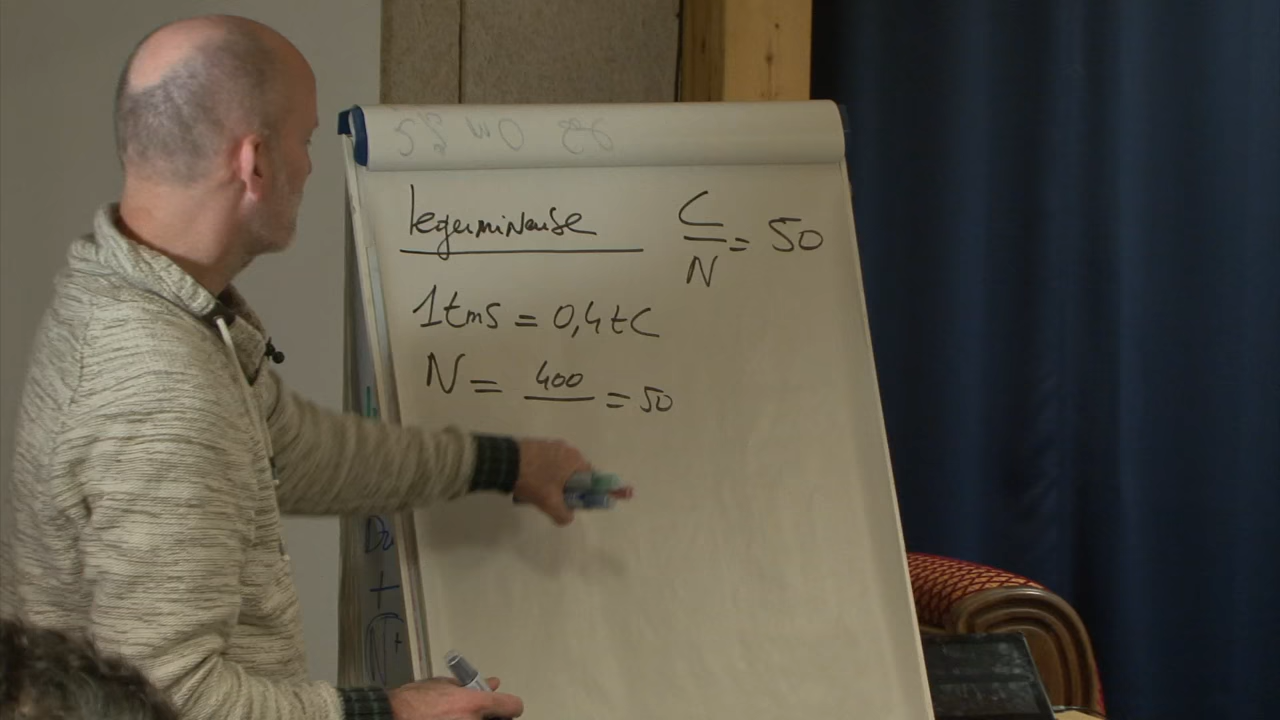 legumineuse
C/N = 50
1tms = 0,4tC
N = 400/ = 50
+
N+